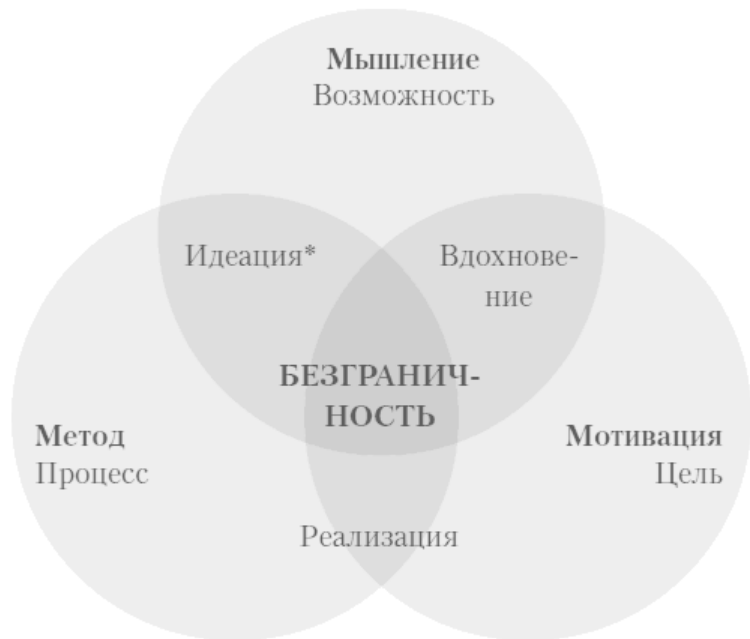 Мышление
Возможность
Идеация*
Вдохнове-
ние
БЕЗГРАНИЧ-
НОСТЬ
Метод
Процесс
Мотивация
Цель
Реализация